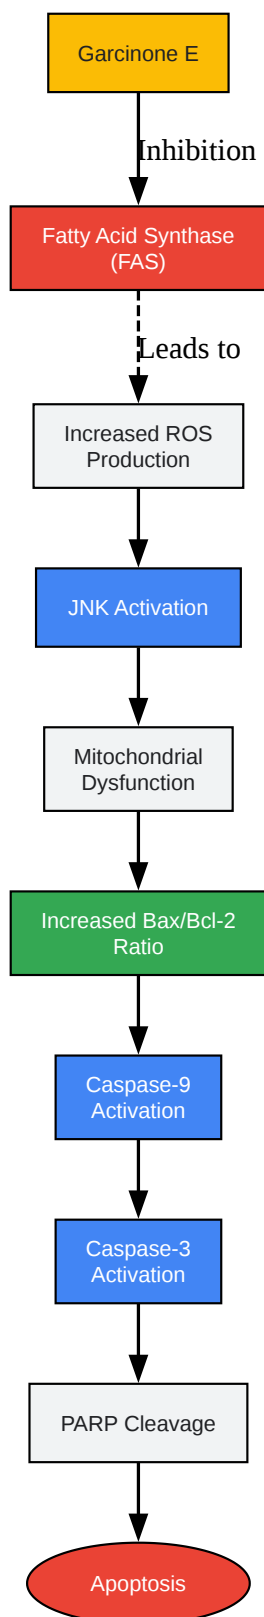 Garcinone E
Inhibition
Fatty Acid Synthase
(FAS)
Leads to
Increased ROS
Production
JNK Activation
Mitochondrial
Dysfunction
Increased Bax/Bcl-2
Ratio
Caspase-9
Activation
Caspase-3
Activation
PARP Cleavage
Apoptosis